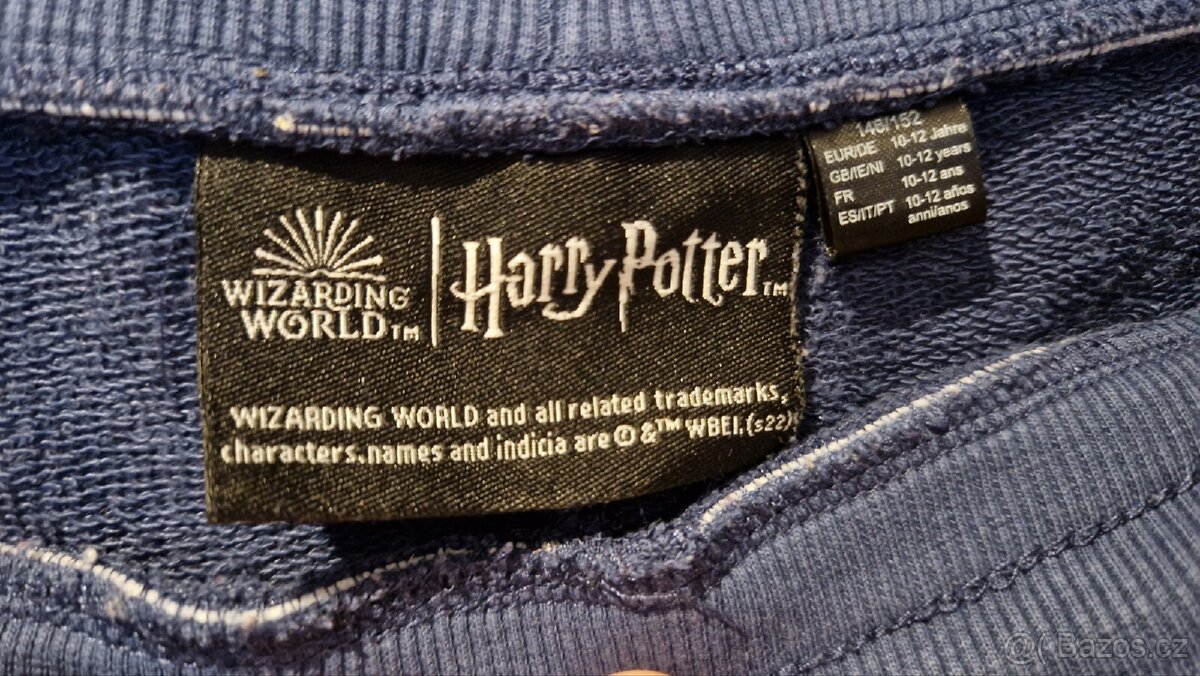 WIZARDING
WORLD™
Harry Potter™
WIZARDING WORLD and all related trademarks,
characters, names and indicia are © & ™ WBEI. (s22)
146/152
EUR/DE 10-12 Jahre
GB/IE/NI 10-12 years
FR 10-12 ans
ES/IT/PT 10-12 años
anni/anos
@ Bazos.cz